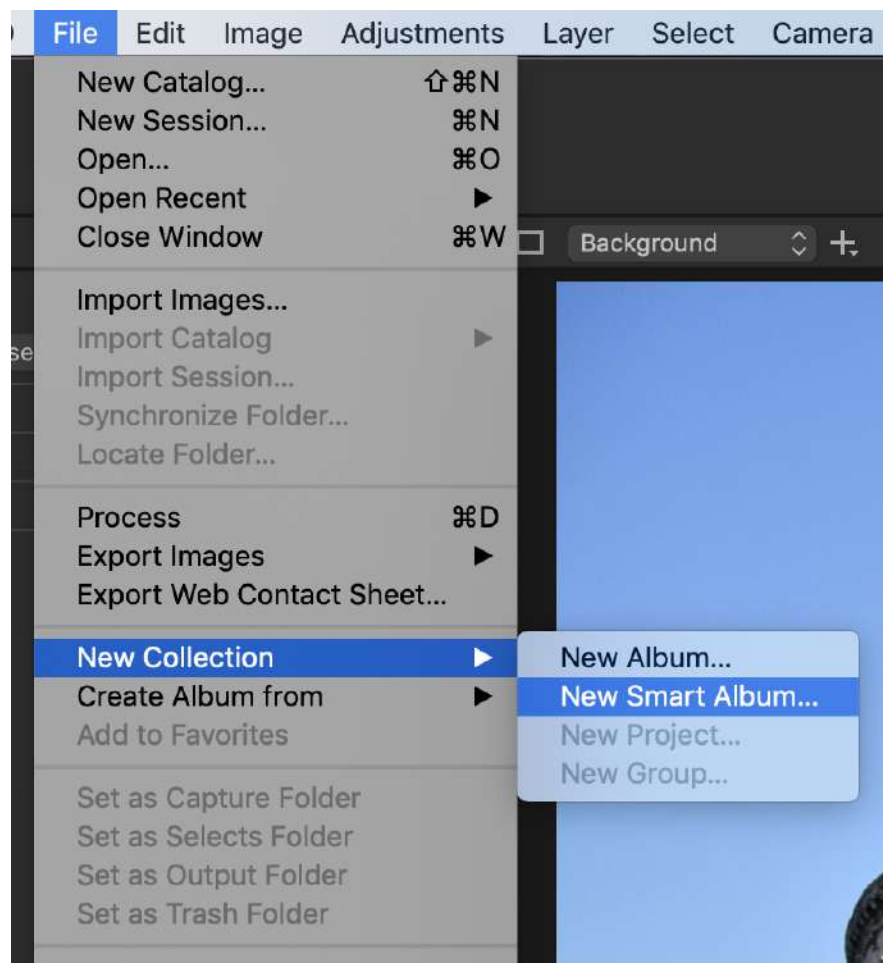 File Edit Image Adjustments Layer Select Camera
New Catalog... ⇧⌘N
New Session... ⌘N
Open... ⌘O
Open Recent ▶
Close Window ⌘W
Background
Import Images...
Import Catalog ▶
se
Import Session...
Synchronize Folder...
Locate Folder...
Process ⌘D
Export Images ▶
Export Web Contact Sheet...
New Collection ▶
Create Album from ▶
Add to Favorites
New Album...
New Smart Album...
New Project...
New Group...
Set as Capture Folder
Set as Selects Folder
Set as Output Folder
Set as Trash Folder